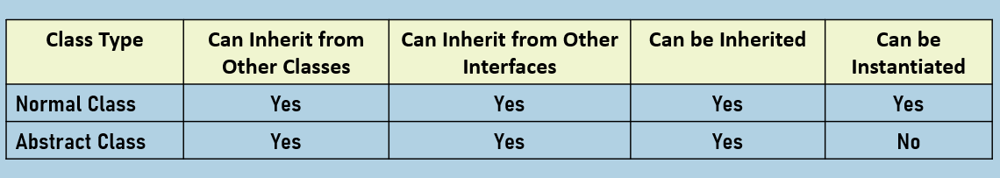 Class Type
Can Inherit from
Other Classes
Can Inherit from Other
Interfaces
Can be Inherited
Can be
Instantiated
Normal Class Yes Yes Yes Yes
Abstract Class Yes Yes Yes No